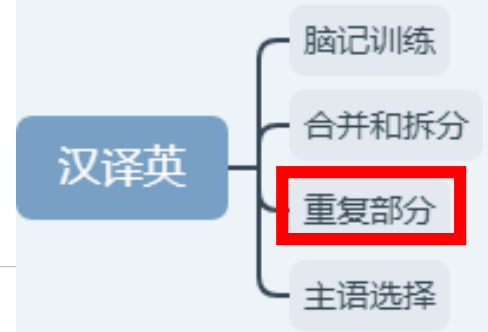 汉译英
脑记训练
合并和拆分
重复部分
主语选择